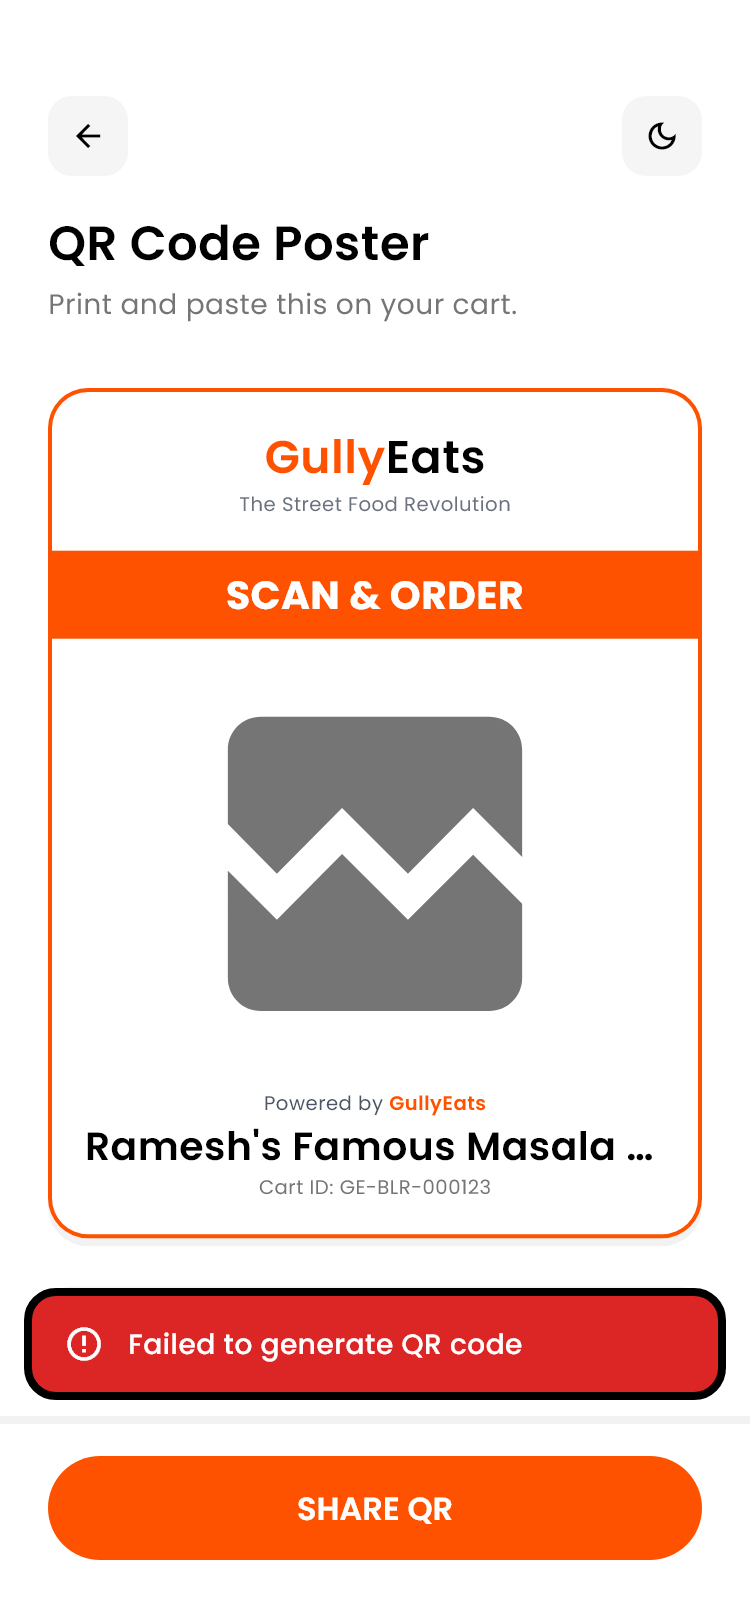 QR Code Poster
Print and paste this on your cart.
GullyEats
The Street Food Revolution
SCAN & ORDER
Powered by GullyEats
Ramesh's Famous Masala ...
Cart ID: GE-BLR-000123
Failed to generate QR code
SHARE QR